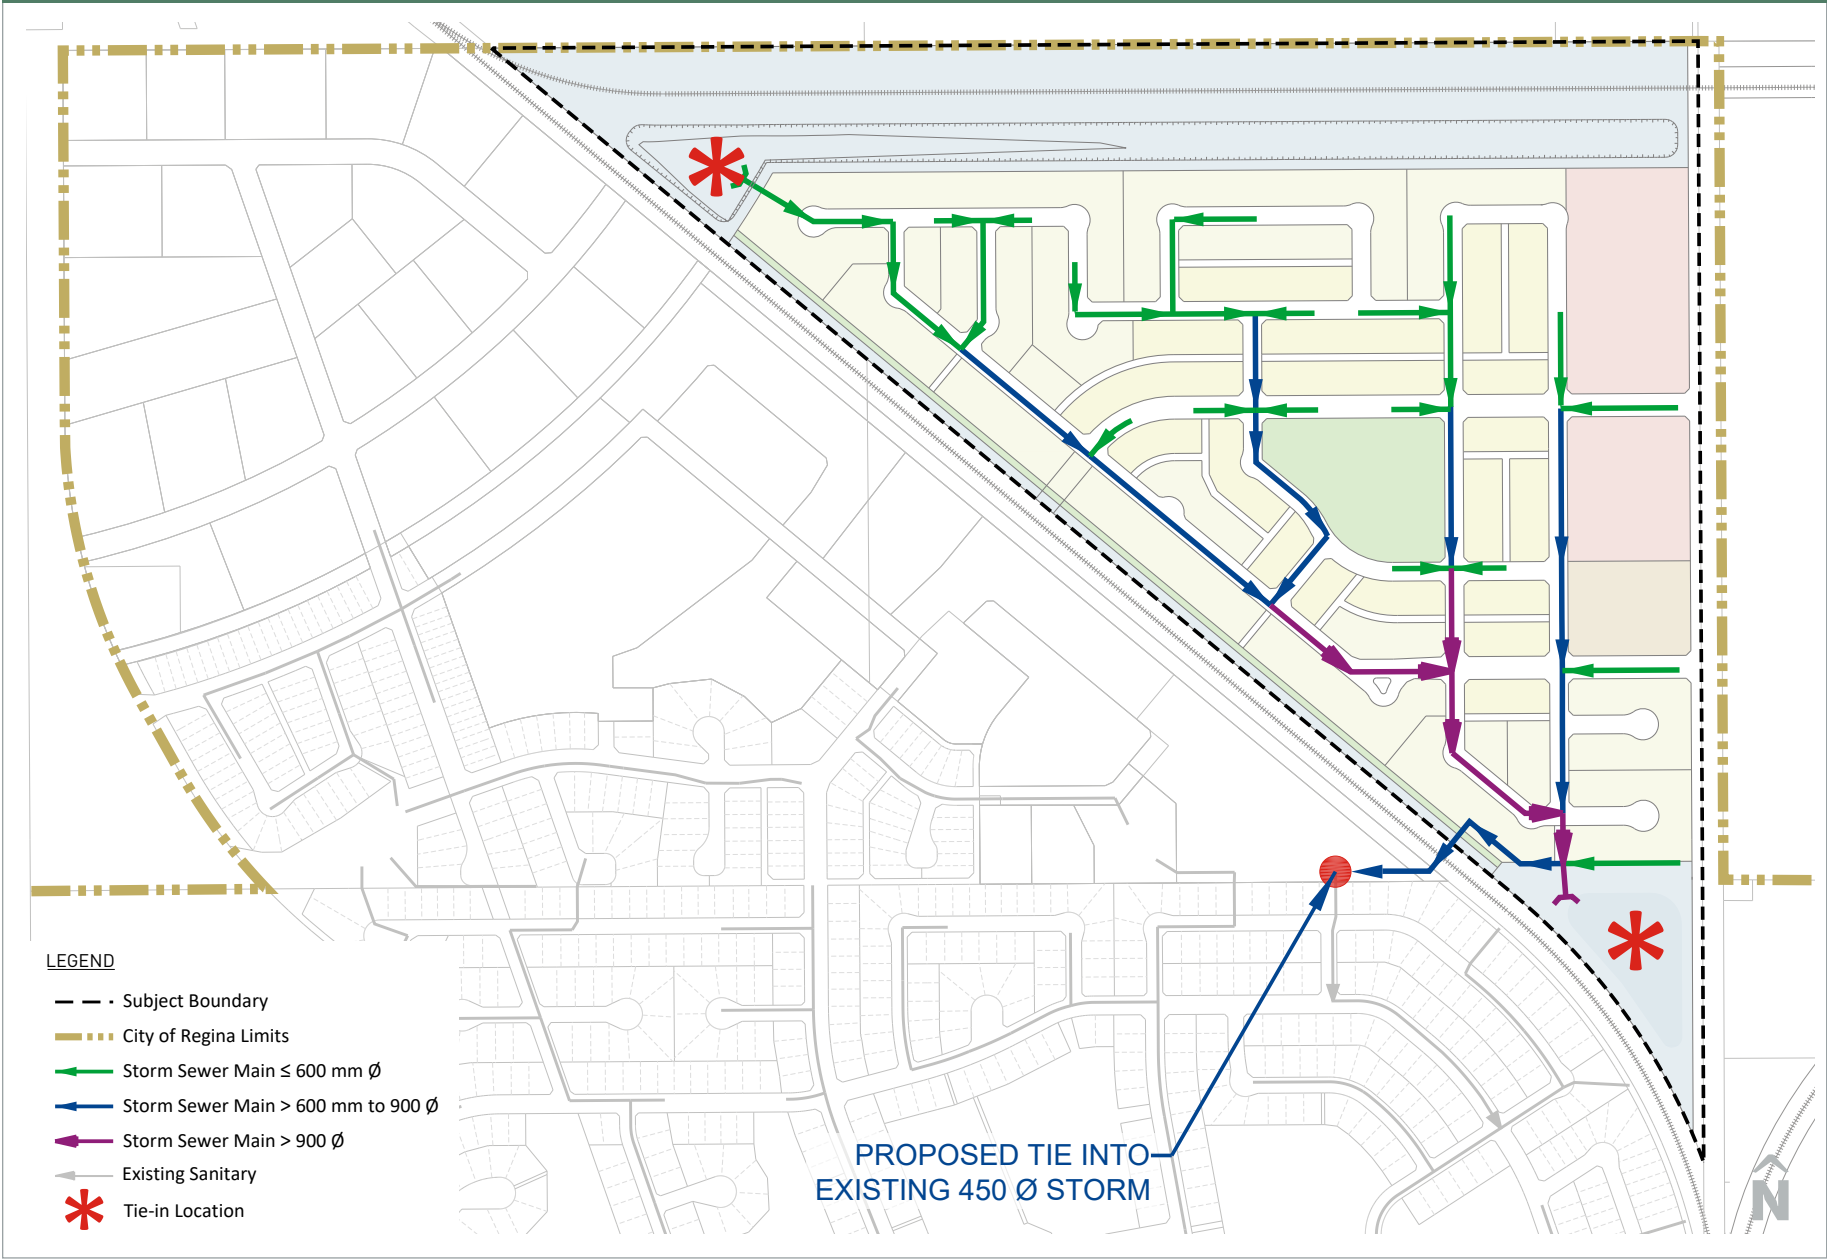 LEGEND
Subject Boundary
City of Regina Limits
Storm Sewer Main ≤ 600 mm Ø
Storm Sewer Main > 600 mm to 900 Ø
Storm Sewer Main > 900 Ø
Existing Sanitary
Tie-in Location
PROPOSED TIE INTO
EXISTING 450 Ø STORM
N